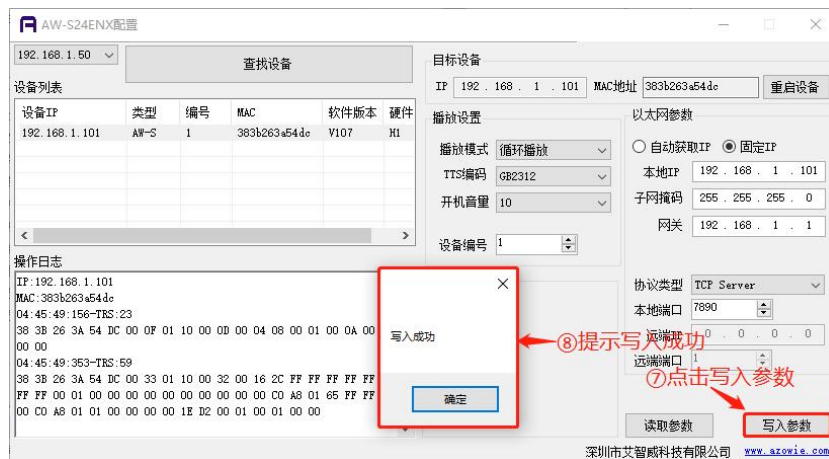 AW-S24ENX配置
192.168.1.50
查找设备
设备列表
设备IP 类型 编号 MAC 软件版本 硬件
192.168.1.101 AW-S 1 383b263a54dc V107 H1
操作日志
IP:192.168.1.101
MAC:383b263a54dc
04:45:49:156-TRS:23
38 3B 26 3A 54 DC 00 0F 01 10 00 0D 00 04 08 00 01 00 0A 00
00 00
04:45:49:353-TRS:59
38 3B 26 3A 54 DC 00 33 01 10 00 32 00 16 2C FF FF FF FF FF
FF FF 00 01 00 00 00 00 00 00 00 00 00 C0 A8 01 65 FF FF
00 C0 A8 01 01 00 00 00 00 1E D2 00 01 00 01 00 00
目标设备
IP 192 . 168 . 1 . 101 MAC地址 383b263a54dc 重启设备
播放设置
播放模式 循环播放
TTS编码 GB2312
开机音量 10
设备编号 1
以太网参数
自动获取IP 固定IP
本地IP 192 . 168 . 1 . 101
子网掩码 255 . 255 . 255 . 0
网关 192 . 168 . 1 . 1
协议类型 TCP Server
本地端口 7890
远端IP 0 . 0 . 0 . 0
远端端口 1
写入成功
确定
⑧提示写入成功
⑦点击写入参数
读取参数 写入参数
深圳市艾智威科技有限公司 www.azowie.com